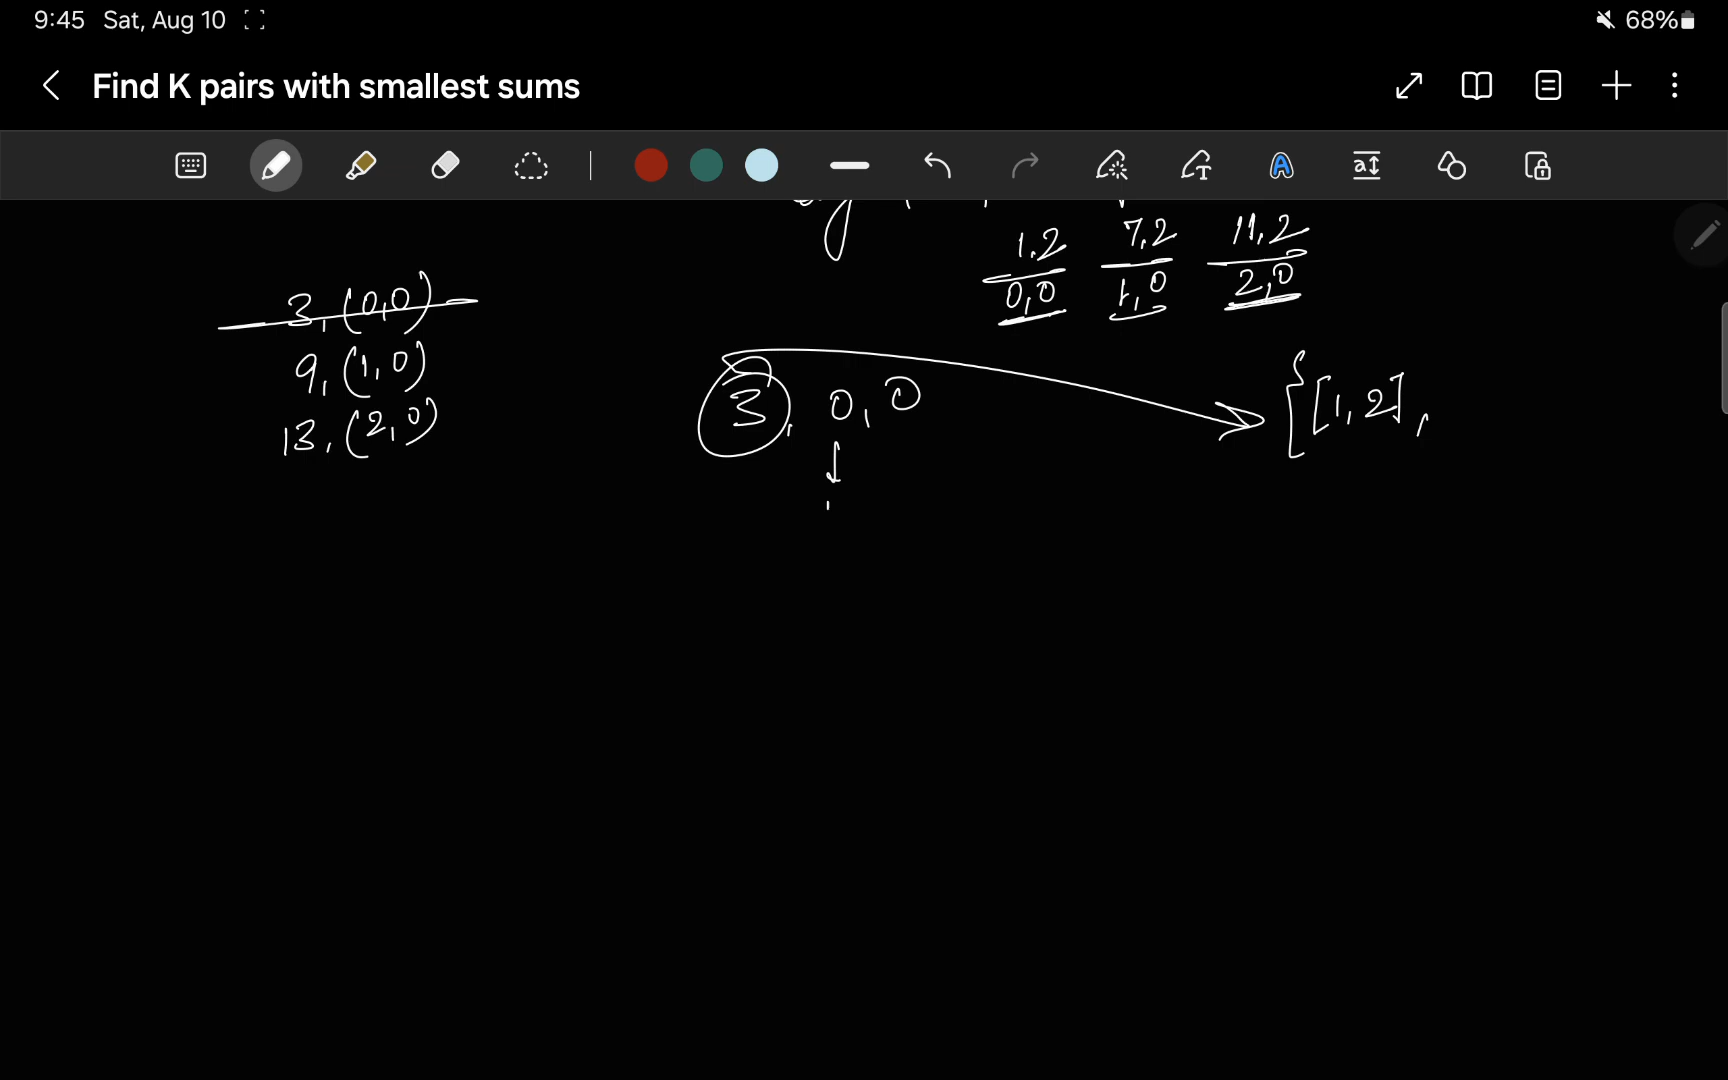 9:45 Sat, Aug 10 68%
Find K pairs with smallest sums
1,2 7,2 11,2
0,0 1,0 2,0
3, (0,0)
9, (1,0)
13, (2,0)
3, 0,0 {[1,2],